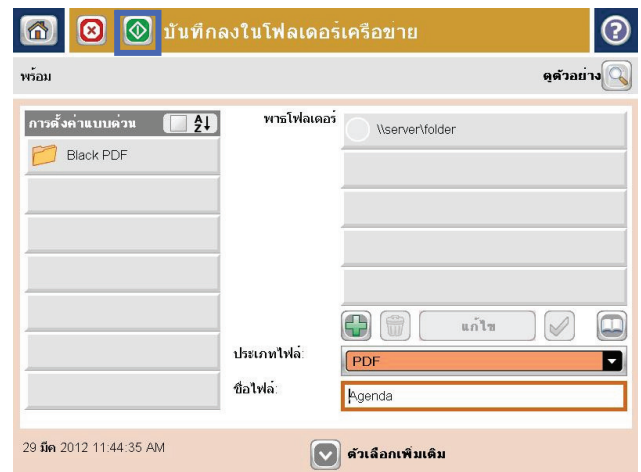 บันทึกลงในโฟลเดอร์เครือข่าย
พร้อม
ดูตัวอย่าง
การตั้งค่าแบบด่วน
A Z
พาธโฟลเดอร์
\\server\folder
Black PDF
แก้ไข
ประเภทไฟล์:
PDF
ชื่อไฟล์:
Agenda
29 มีค 2012 11:44:35 AM
ตัวเลือกเพิ่มเติม